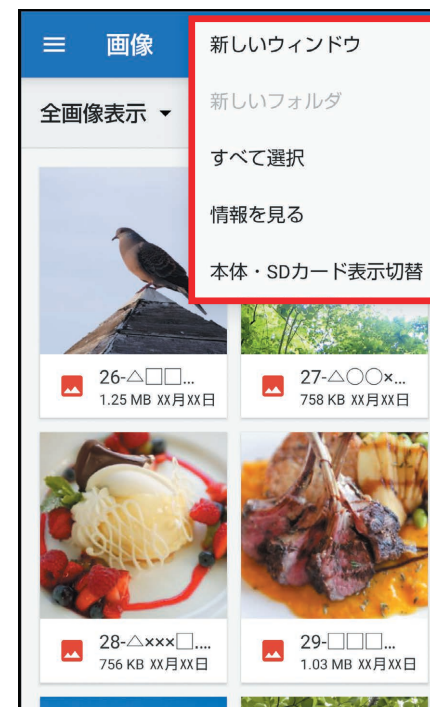 画像
新しいウィンドウ
新しいフォルダ
すべて選択
情報を見る
本体・SDカード表示切替
全画像表示
26-△□□...
1.25 MB XX月XX日
27-△○○×...
758 KB XX月XX日
28-△×××□....
756 KB XX月XX日
29-□□□...
1.03 MB XX月XX日